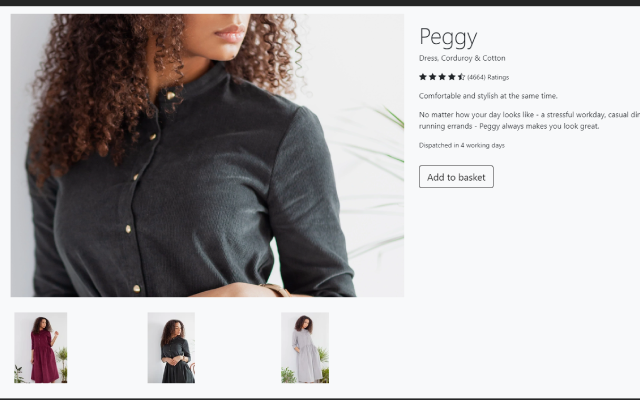 Peggy
Dress, Corduroy & Cotton
(4664) Ratings
Comfortable and stylish at the same time.
No matter how your day looks like - a stressful workday, casual
running errands - Peggy always makes you look great.
Dispatched in 4 working days
Add to basket